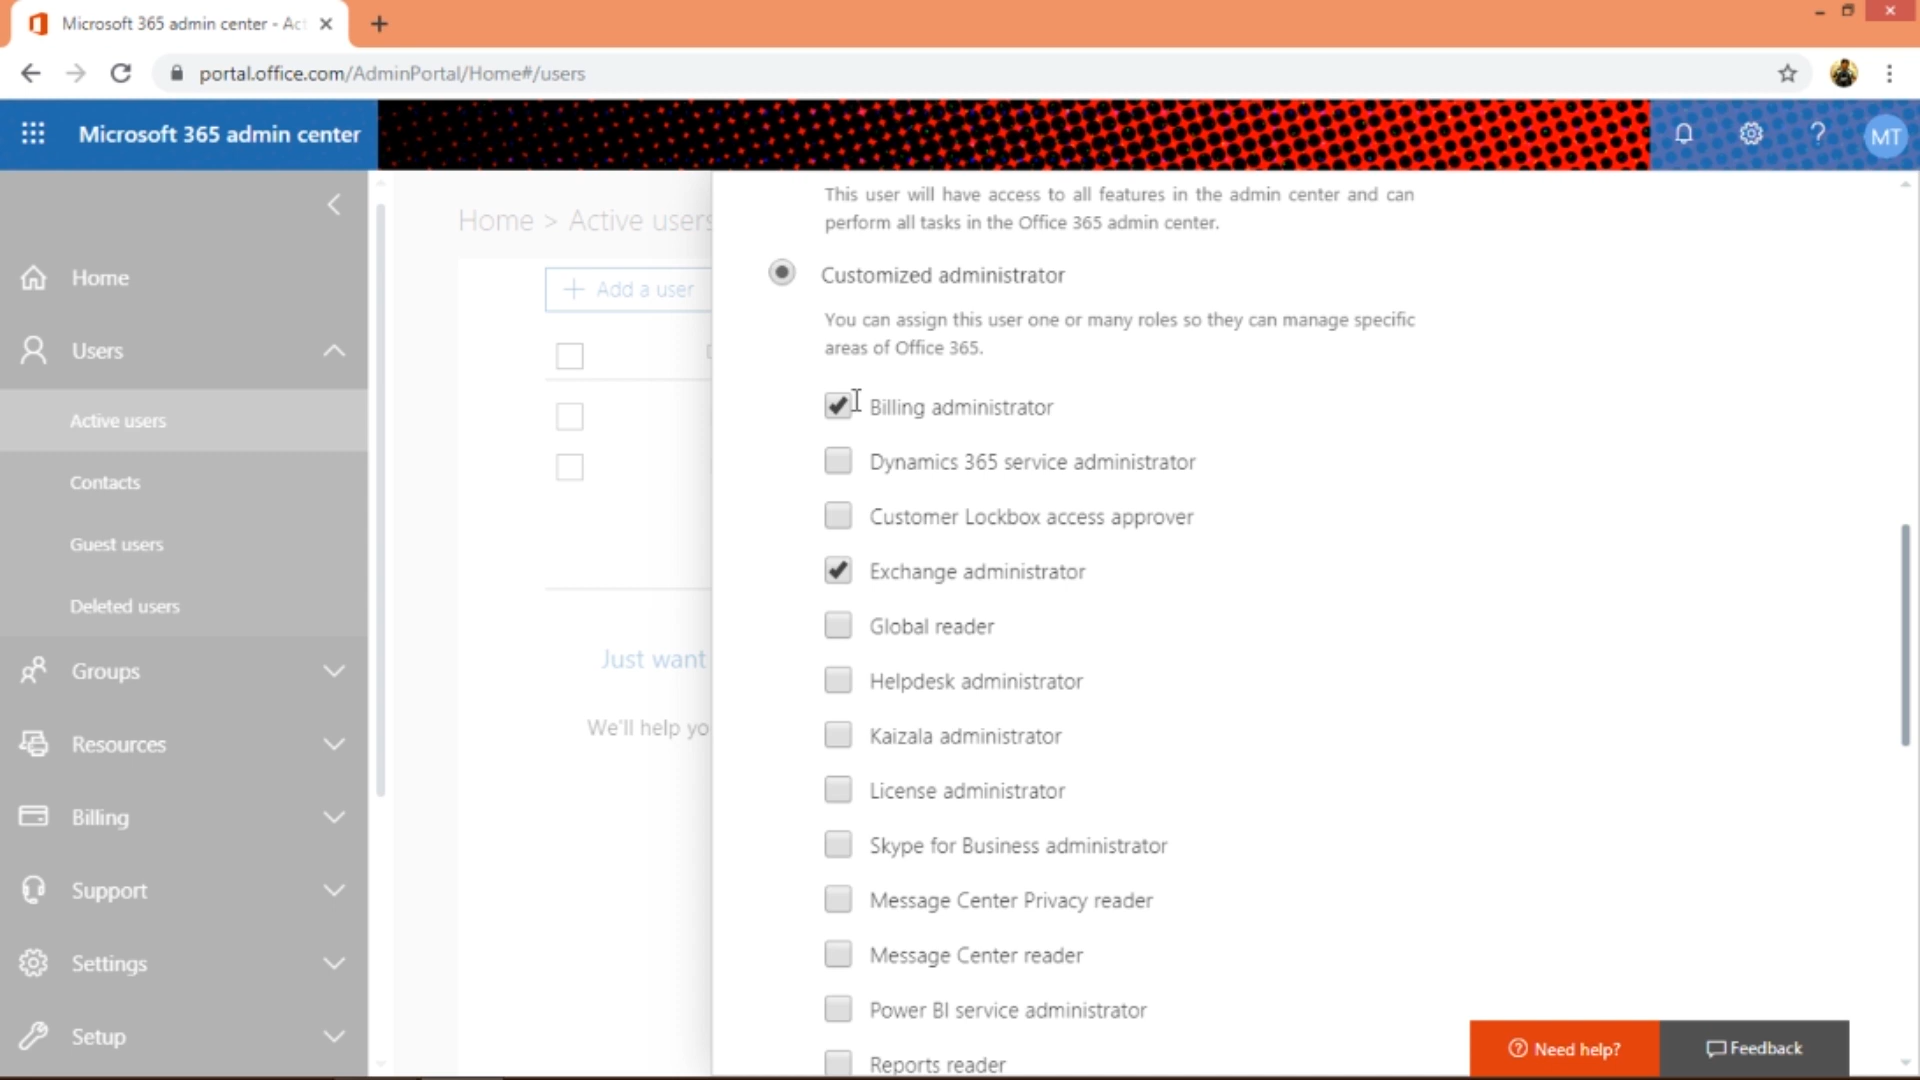 Microsoft 365 admin center - Act
portal.office.com/AdminPortal/Home#/users
Microsoft 365 admin center
MT
Home
Users
Active users
Contacts
Guest users
Deleted users
Groups
Resources
Billing
Support
Settings
Setup
Home > Active users
+ Add a user
Just want
We'll help yo
This user will have access to all features in the admin center and can
perform all tasks in the Office 365 admin center.
Customized administrator
You can assign this user one or many roles so they can manage specific
areas of Office 365.
Billing administrator
Dynamics 365 service administrator
Customer Lockbox access approver
Exchange administrator
Global reader
Helpdesk administrator
Kaizala administrator
License administrator
Skype for Business administrator
Message Center Privacy reader
Message Center reader
Power BI service administrator
Reports reader
Need help?
Feedback